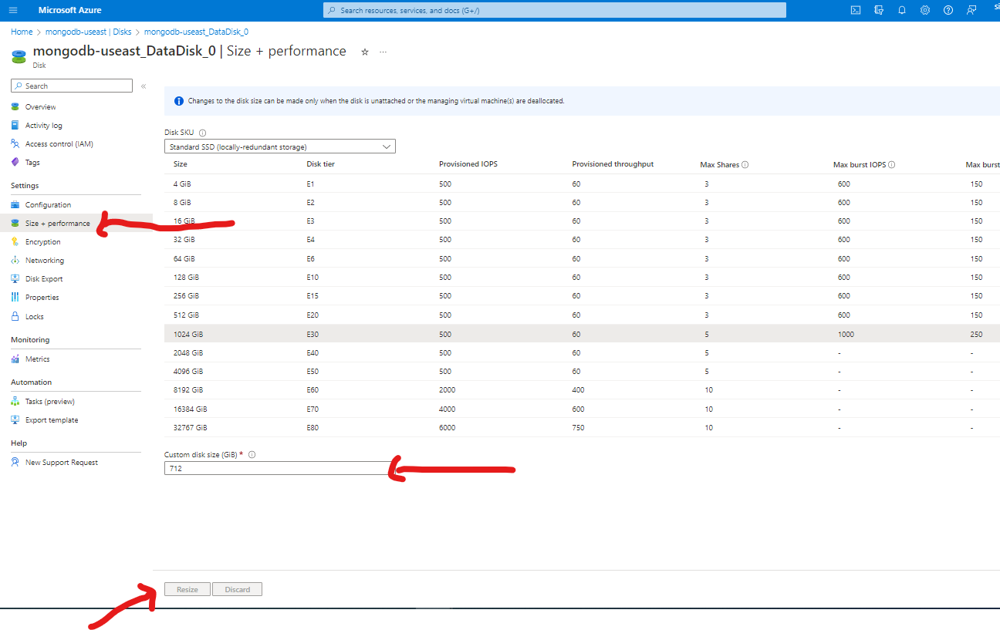 Microsoft Azure
Search resources, services, and docs (G+/)
Home > mongodb-useast | Disks > mongodb-useast_DataDisk_0
mongodb-useast_DataDisk_0 | Size + performance
Disk
Search
Overview
Activity log
Access control (IAM)
Tags
Settings
Configuration
Size + performance
Encryption
Networking
Disk Export
Properties
Locks
Monitoring
Metrics
Automation
Tasks (preview)
Export template
Help
New Support Request
Changes to the disk size can be made only when the disk is unattached or the managing virtual machine(s) are deallocated.
Disk SKU
Standard SSD (locally-redundant storage)
Size Disk tier Provisioned IOPS Provisioned throughput Max Shares Max burst IOPS Max burst
4 GiB E1 500 60 3 600 150
8 GiB E2 500 60 3 600 150
16 GiB E3 500 60 3 600 150
32 GiB E4 500 60 3 600 150
64 GiB E6 500 60 3 600 150
128 GiB E10 500 60 3 600 150
256 GiB E15 500 60 3 600 150
512 GiB E20 500 60 3 600 150
1024 GiB E30 500 60 5 1000 250
2048 GiB E40 500 60 5 - -
4096 GiB E50 500 60 5 - -
8192 GiB E60 2000 400 10 - -
16384 GiB E70 4000 600 10 - -
32767 GiB E80 6000 750 10 - -
Custom disk size (GiB) *
712
Resize Discard